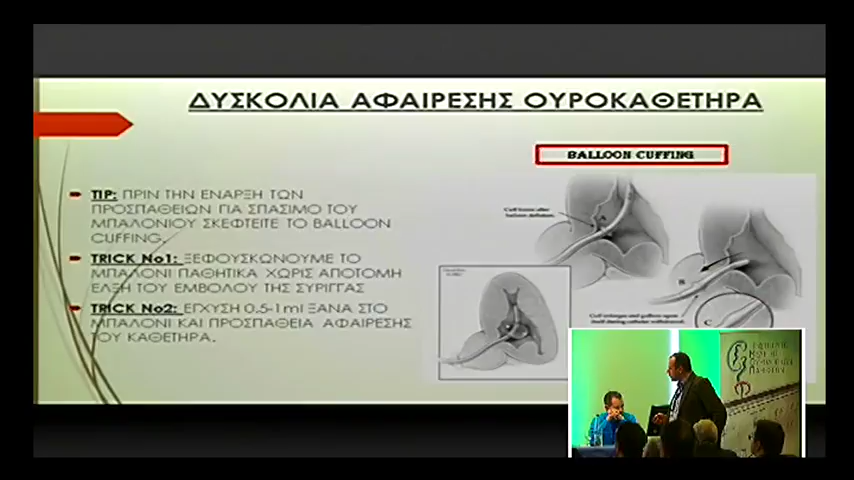 ΔΥΣΚΟΛΙΑ ΑΦΑΙΡΕΣΗΣ ΟΥΡΟΚΑΘΕΤΗΡΑ
BALLOON CUFFING
TIP: ΠΡΙΝ ΤΗΝ ΕΝΑΡΞΗ ΤΩΝ
ΠΡΟΣΠΑΘΕΙΩΝ ΓΙΑ ΣΠΑΣΙΜΟ ΤΟΥ
ΜΠΑΛΟΝΙΟΥ ΣΚΕΦΤΕΙΤΕ ΤΟ BALLOON
CUFFING.
TRICK No1: ΞΕΦΟΥΣΚΩΝΟΥΜΕ ΤΟ
ΜΠΑΛΟΝΙ ΠΑΘΗΤΙΚΑ ΧΩΡΙΣ ΑΠΟΤΟΜΗ
ΕΛΞΗ ΤΟΥ ΕΜΒΟΛΟΥ ΤΗΣ ΣΥΡΙΓΓΑΣ
TRICK No2: ΕΓΧΥΣΗ 0.5-1ml ΞΑΝΑ ΣΤΟ
ΜΠΑΛΟΝΙ ΚΑΙ ΠΡΟΣΠΑΘΕΙΑ ΑΦΑΙΡΕΣΗΣ
ΤΟΥ ΚΑΘΕΤΗΡΑ.
B
C